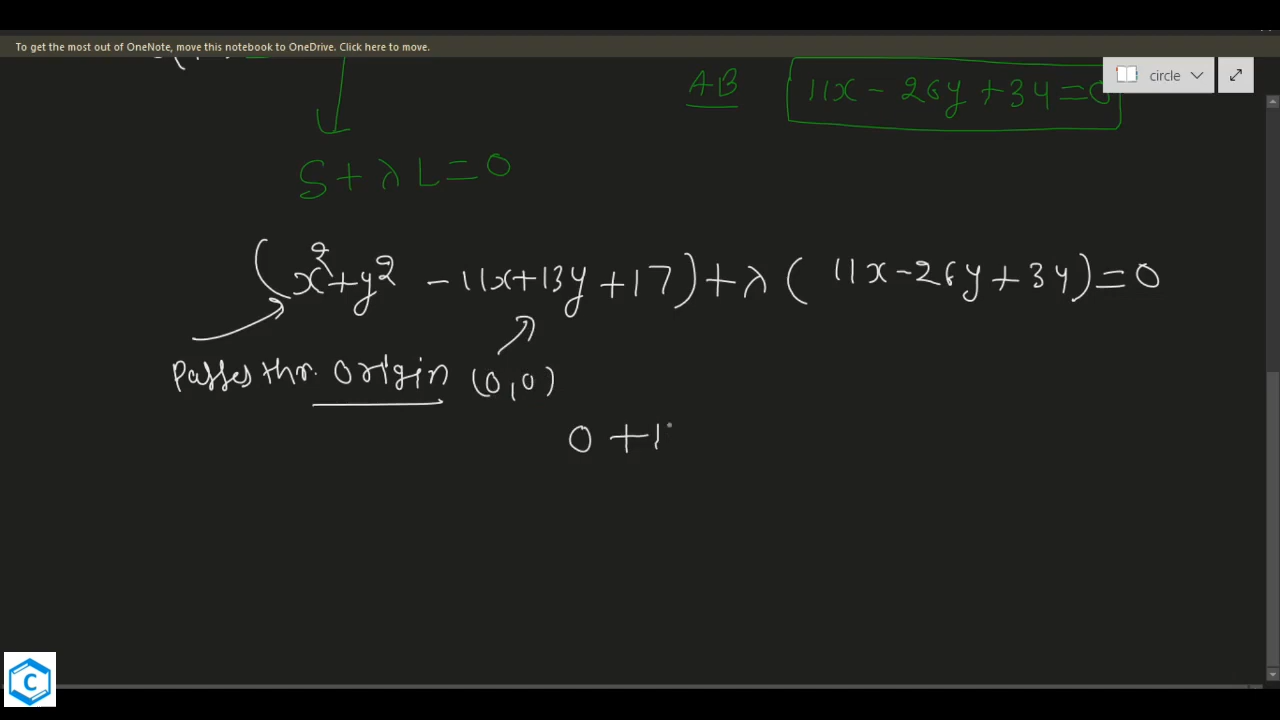 To get the most out of OneNote, move this notebook to OneDrive. Click here to move.
circle
AB 11x - 26y + 34 = 0
S + λ L = 0
(x² + y² - 11x + 13y + 17) + λ ( 11x - 26y + 34) = 0
Passes thr. origin (0,0)
0 + 1
C